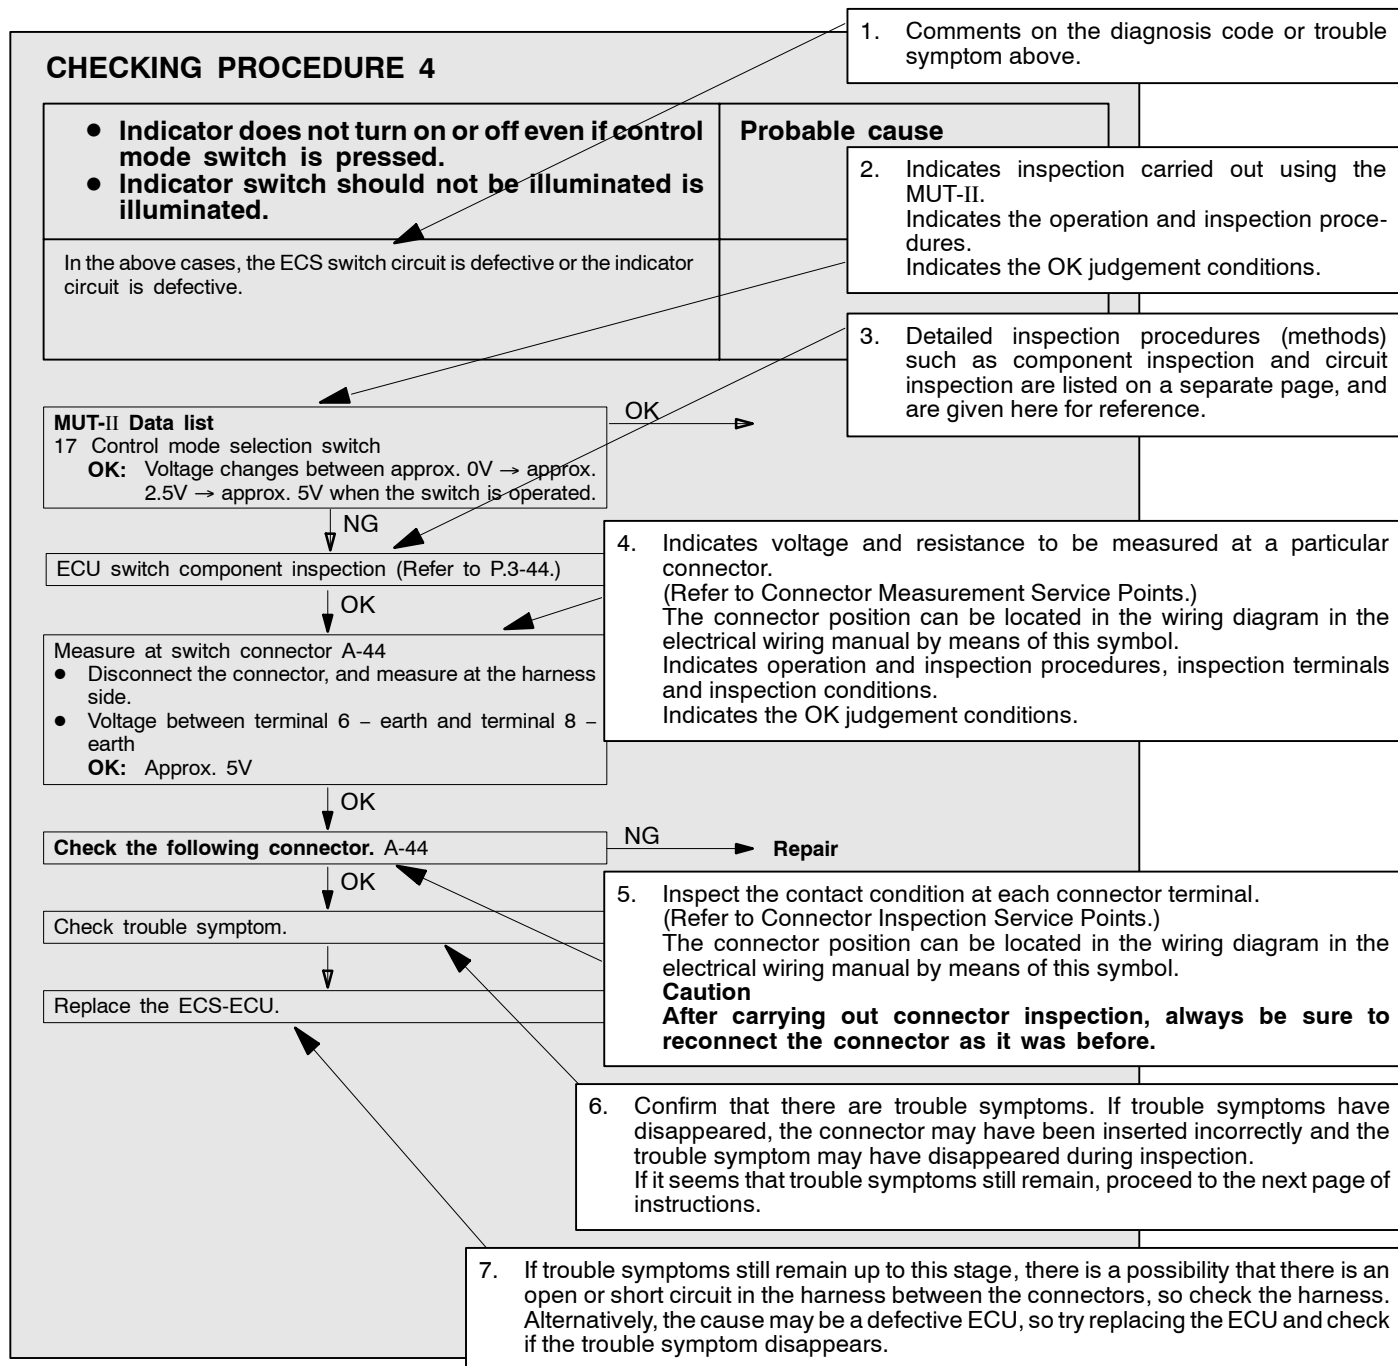 CHECKING PROCEDURE 4
● Indicator does not turn on or off even if control
mode switch is pressed.
● Indicator switch should not be illuminated is
illuminated.
Probable cause
In the above cases, the ECS switch circuit is defective or the indicator
circuit is defective.
MUT-II Data list
17 Control mode selection switch
OK: Voltage changes between approx. 0V → approx.
2.5V → approx. 5V when the switch is operated.
OK
NG
ECU switch component inspection (Refer to P.3-44.)
OK
Measure at switch connector A-44
● Disconnect the connector, and measure at the harness
side.
● Voltage between terminal 6 – earth and terminal 8 –
earth
OK: Approx. 5V
OK
Check the following connector. A-44
NG
Repair
OK
Check trouble symptom.
Replace the ECS-ECU.
1. Comments on the diagnosis code or trouble
symptom above.
2. Indicates inspection carried out using the
MUT-II.
Indicates the operation and inspection proce-
dures.
Indicates the OK judgement conditions.
3. Detailed inspection procedures (methods)
such as component inspection and circuit
inspection are listed on a separate page, and
are given here for reference.
4. Indicates voltage and resistance to be measured at a particular
connector.
(Refer to Connector Measurement Service Points.)
The connector position can be located in the wiring diagram in the
electrical wiring manual by means of this symbol.
Indicates operation and inspection procedures, inspection terminals
and inspection conditions.
Indicates the OK judgement conditions.
5. Inspect the contact condition at each connector terminal.
(Refer to Connector Inspection Service Points.)
The connector position can be located in the wiring diagram in the
electrical wiring manual by means of this symbol.
Caution
After carrying out connector inspection, always be sure to
reconnect the connector as it was before.
6. Confirm that there are trouble symptoms. If trouble symptoms have
disappeared, the connector may have been inserted incorrectly and the
trouble symptom may have disappeared during inspection.
If it seems that trouble symptoms still remain, proceed to the next page of
instructions.
7. If trouble symptoms still remain up to this stage, there is a possibility that there is an
open or short circuit in the harness between the connectors, so check the harness.
Alternatively, the cause may be a defective ECU, so try replacing the ECU and check
if the trouble symptom disappears.